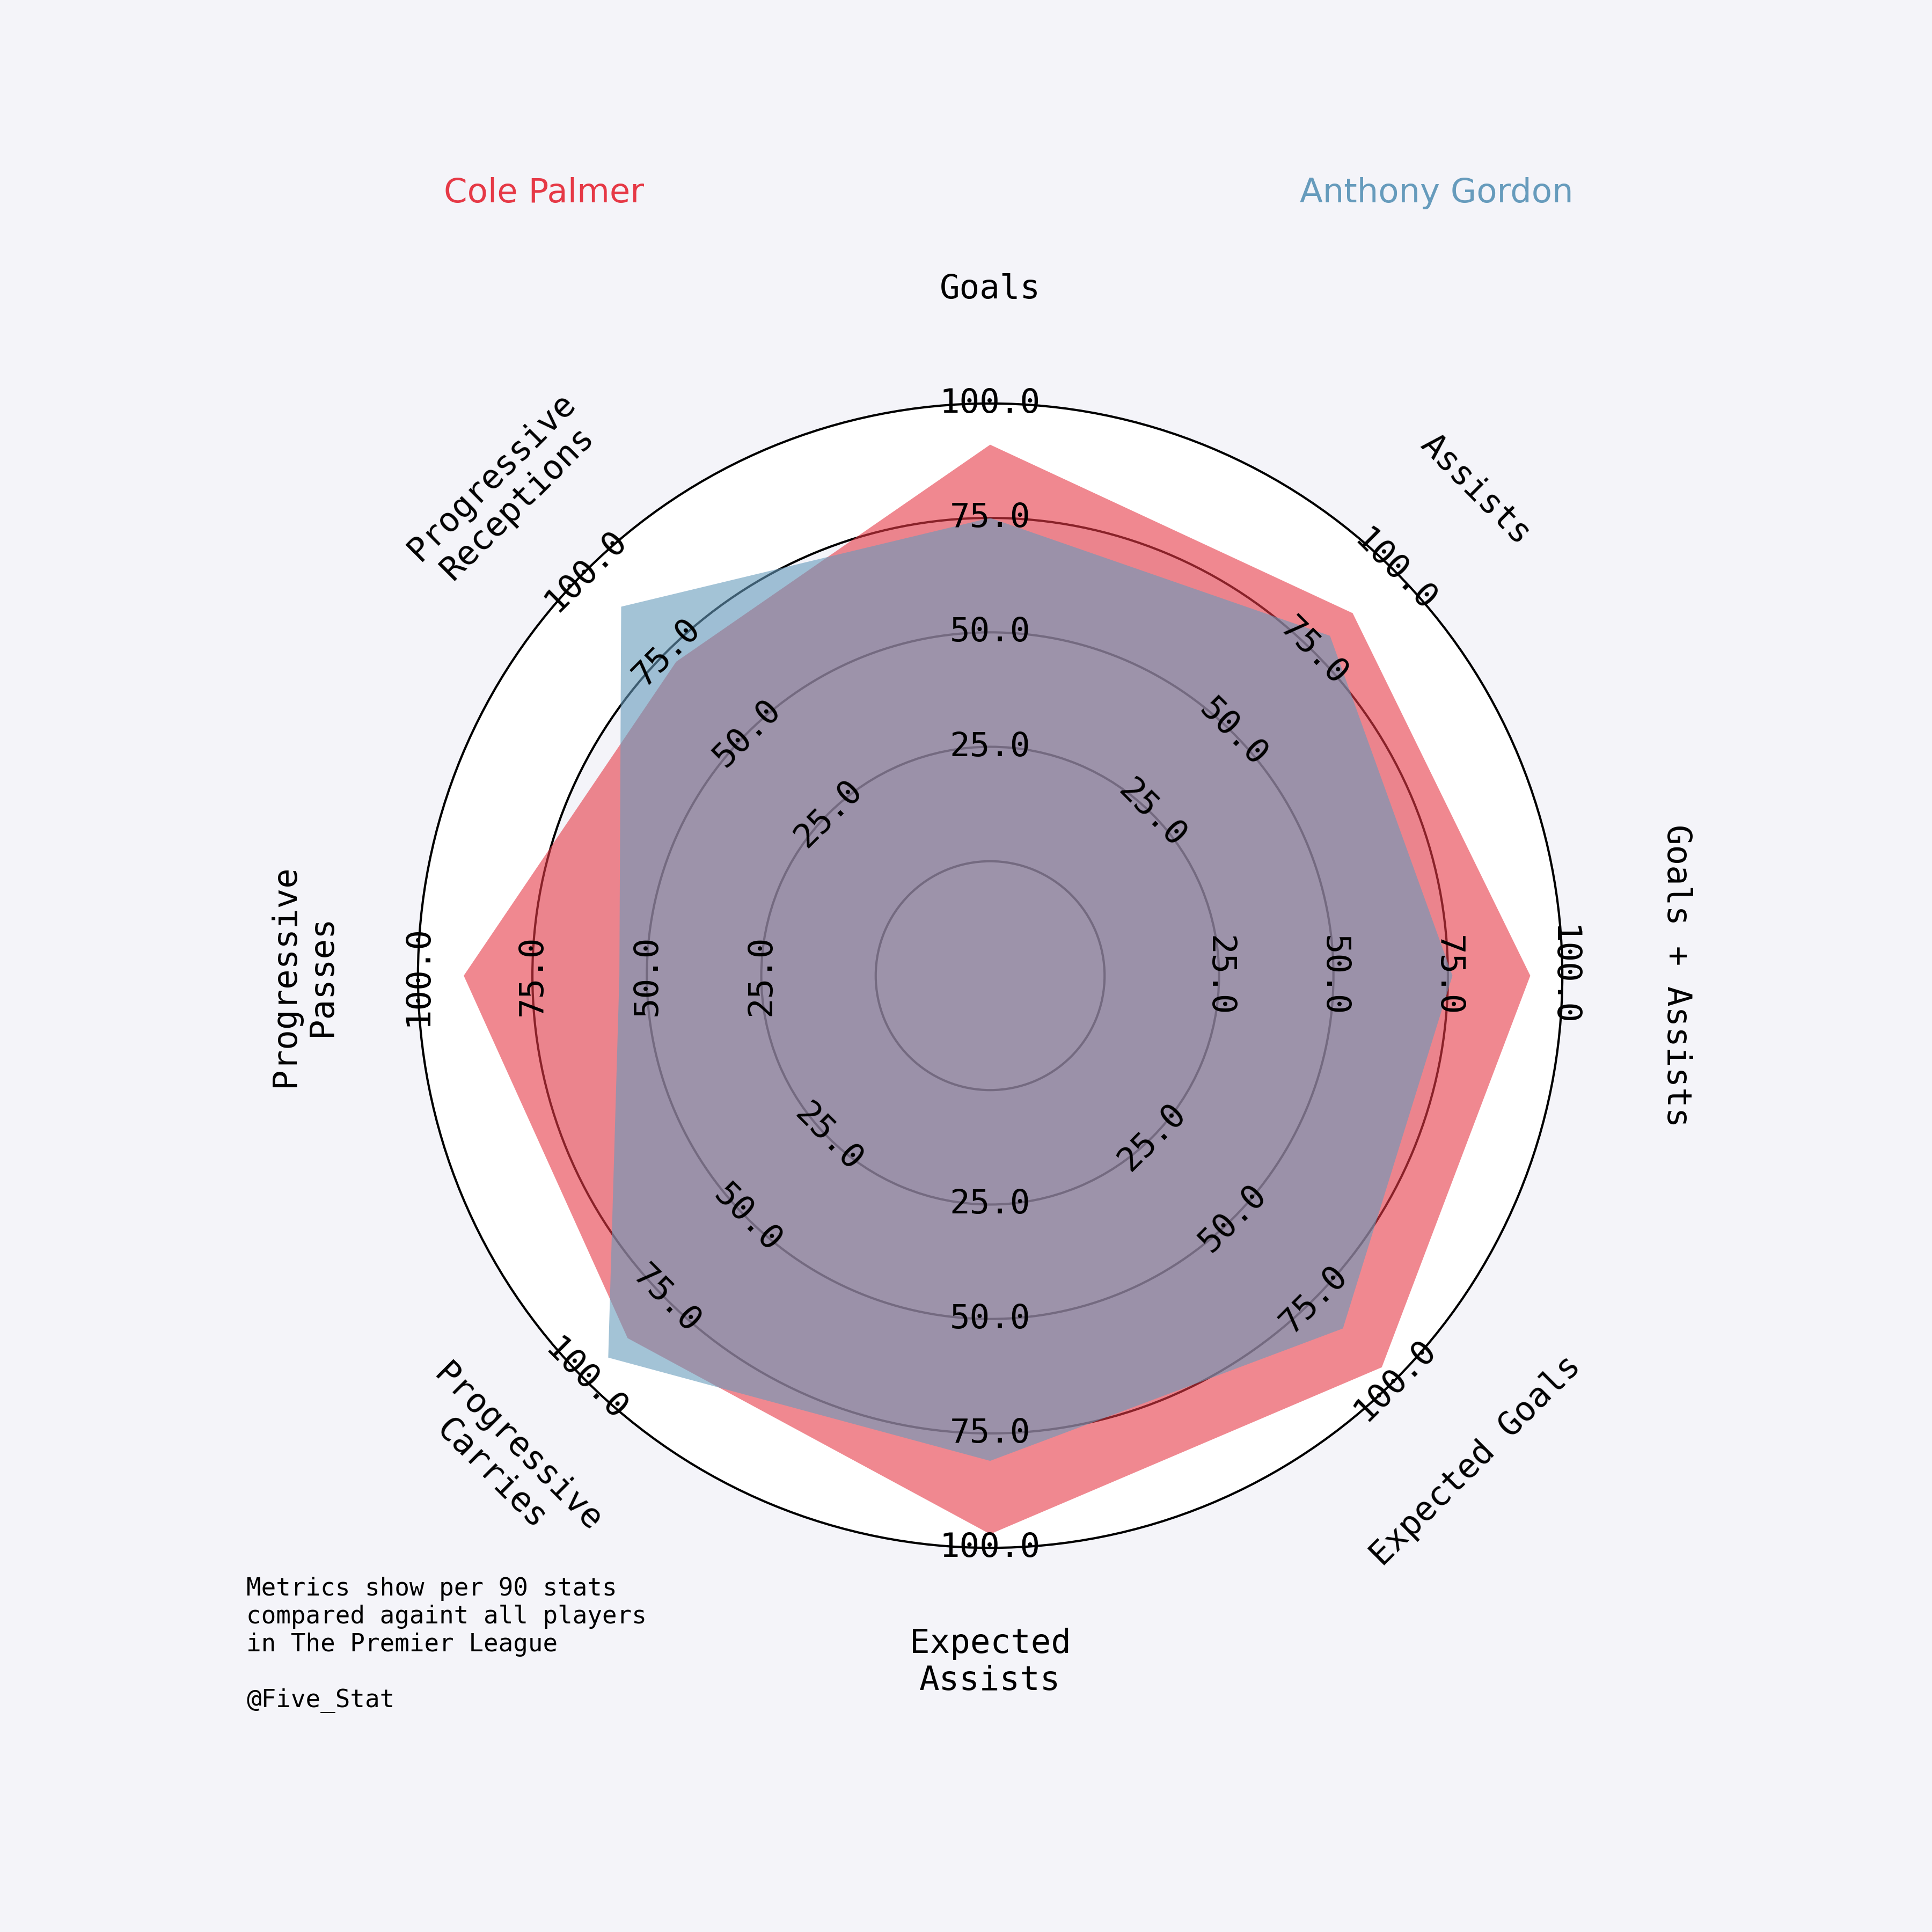 Cole Palmer
Anthony Gordon
Goals
Assists
Goals + Assists
Expected Goals
Expected
Assists
Progressive
Carries
Progressive
Passes
Progressive
Receptions
25.0
50.0
75.0
100.0
25.0
50.0
75.0
100.0
25.0
50.0
75.0
100.0
25.0
50.0
75.0
100.0
25.0
50.0
75.0
100.0
25.0
50.0
75.0
100.0
25.0
50.0
75.0
100.0
25.0
50.0
75.0
100.0
Metrics show per 90 stats
compared againt all players
in The Premier League
@Five_Stat